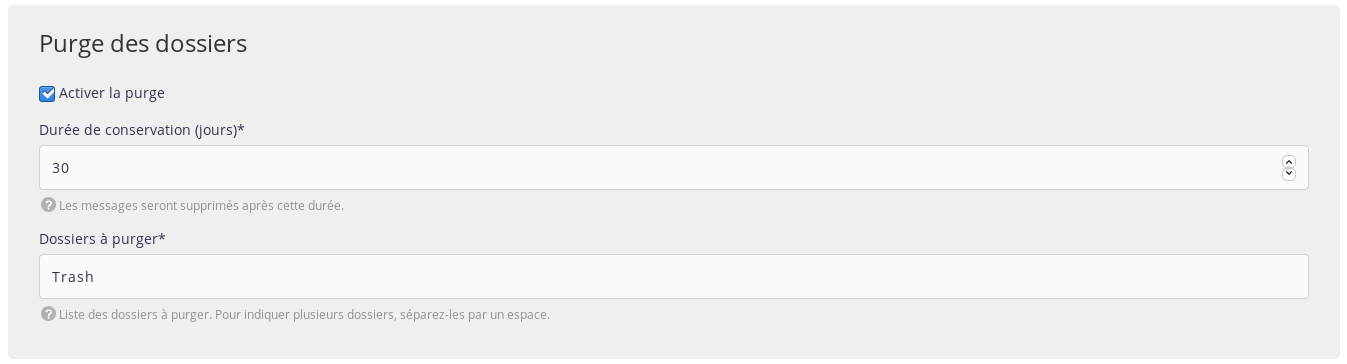 Purge des dossiers
Activer la purge
Durée de conservation (jours)*
30
Les messages seront supprimés après cette durée.
Dossiers à purger*
Trash
Liste des dossiers à purger. Pour indiquer plusieurs dossiers, séparez-les par un espace.